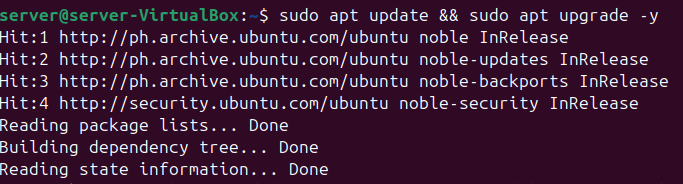 server@server-VirtualBox:~$ sudo apt update && sudo apt upgrade -y
Hit:1 http://ph.archive.ubuntu.com/ubuntu noble InRelease
Hit:2 http://ph.archive.ubuntu.com/ubuntu noble-updates InRelease
Hit:3 http://ph.archive.ubuntu.com/ubuntu noble-backports InRelease
Hit:4 http://security.ubuntu.com/ubuntu noble-security InRelease
Reading package lists... Done
Building dependency tree... Done
Reading state information... Done